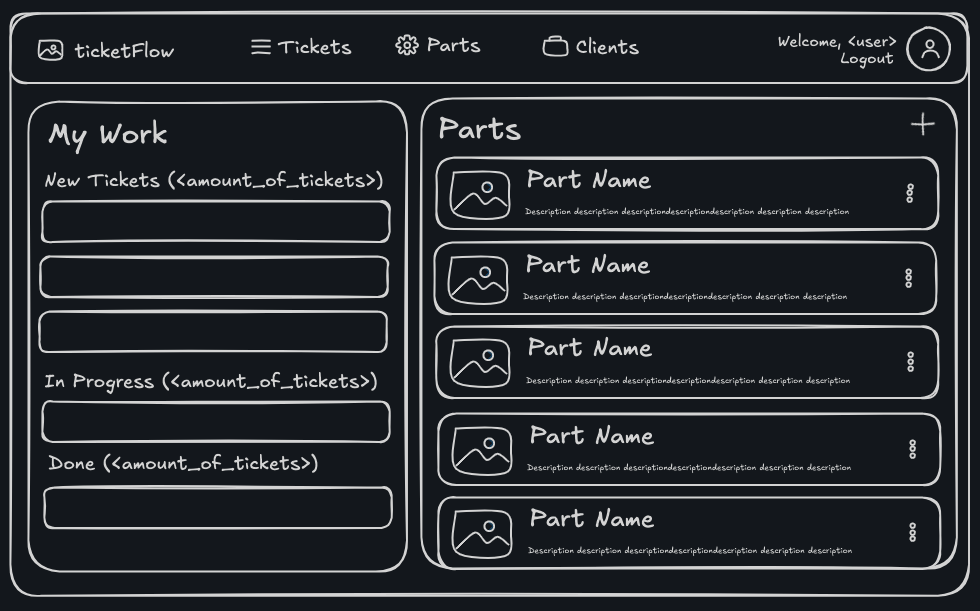 ticketFlow
Tickets
Parts
Clients
Welcome, <user>
Logout
My Work
New Tickets (<amount_of_tickets>)
In Progress (<amount_of_tickets>)
Done (<amount_of_tickets>)
Parts
Part Name
Description description descriptiondescriptiondescription description description
Part Name
Description description descriptiondescriptiondescription description description
Part Name
Description description descriptiondescriptiondescription description description
Part Name
Description description descriptiondescriptiondescription description description
Part Name
Description description descriptiondescriptiondescription description description